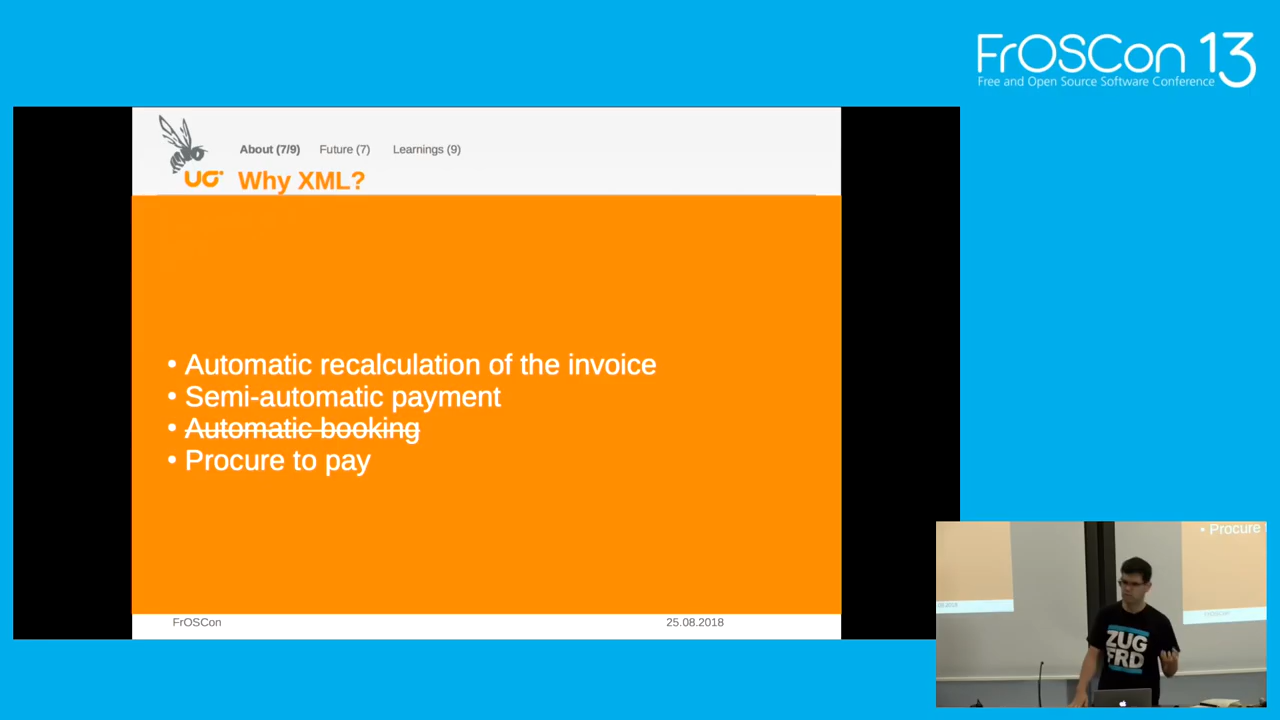 FrOSCon 13
Free and Open Source Software Conference
About (7/9) Future (7) Learnings (9)
UG
Why XML?
• Automatic recalculation of the invoice
• Semi-automatic payment
• Automatic booking
• Procure to pay
FrOSCon 25.08.2018
• Procure
ZUG
FRD